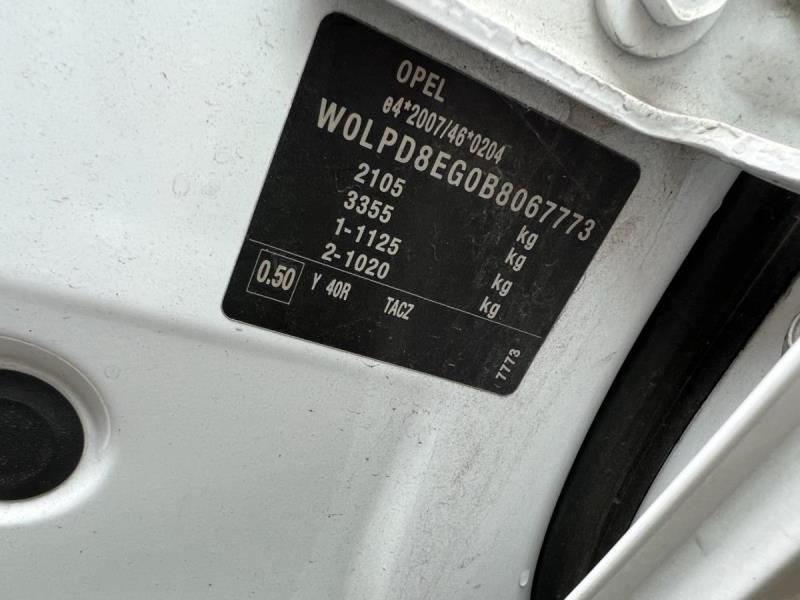 OPEL
e4*2007/46*0204
W0LPD8EG0B8067773
2105 kg
3355 kg
1-1125 kg
2-1020 kg
0.50 Y 40R TACZ
7773